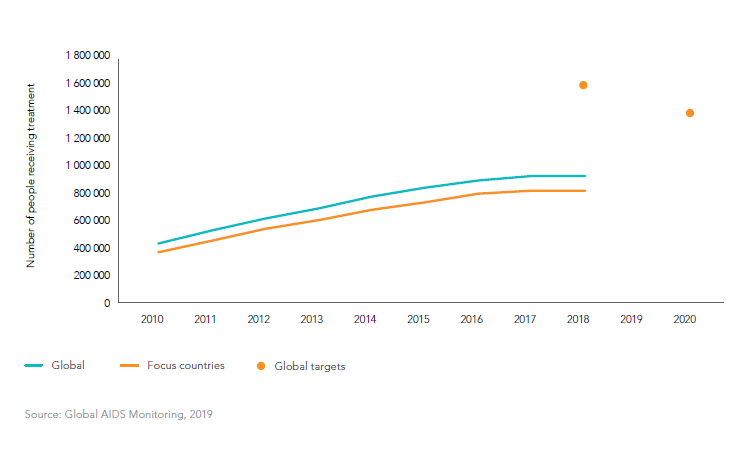 Number of people receiving treatment
1 800 000
1 600 000
1 400 000
1 200 000
1 000 000
800 000
600 000
400 000
200 000
0
2010 2011 2012 2013 2014 2015 2016 2017 2018 2019 2020
Global Focus countries Global targets
Source: Global AIDS Monitoring, 2019